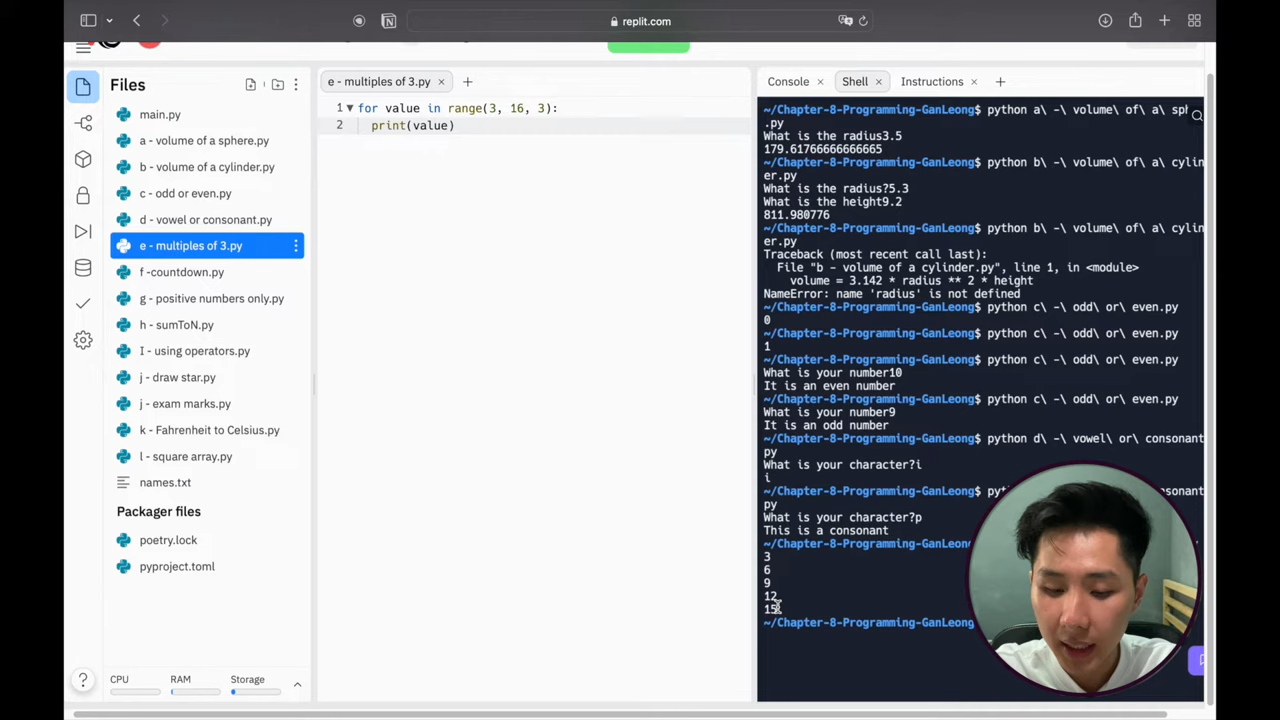 replit.com
Files
main.py
a - volume of a sphere.py
b - volume of a cylinder.py
c - odd or even.py
d - vowel or consonant.py
e - multiples of 3.py
f -countdown.py
g - positive numbers only.py
h - sumToN.py
I - using operators.py
j - draw star.py
j - exam marks.py
k - Fahrenheit to Celsius.py
l - square array.py
names.txt
Packager files
poetry.lock
pyproject.toml
CPU RAM Storage
e - multiples of 3.py
1 for value in range(3, 16, 3):
2 print(value)
Console Shell Instructions
~/Chapter-8-Programming-GanLeong$ python a\ -\ volume\ of\ a\ sph
.py
What is the radius3.5
179.61766666666665
~/Chapter-8-Programming-GanLeong$ python b\ -\ volume\ of\ a\ cylin
er.py
What is the radius?5.3
What is the height9.2
811.980776
~/Chapter-8-Programming-GanLeong$ python b\ -\ volume\ of\ a\ cylin
er.py
Traceback (most recent call last):
File "b - volume of a cylinder.py", line 1, in <module>
volume = 3.142 * radius ** 2 * height
NameError: name 'radius' is not defined
~/Chapter-8-Programming-GanLeong$ python c\ -\ odd\ or\ even.py
0
~/Chapter-8-Programming-GanLeong$ python c\ -\ odd\ or\ even.py
1
~/Chapter-8-Programming-GanLeong$ python c\ -\ odd\ or\ even.py
What is your number10
It is an even number
~/Chapter-8-Programming-GanLeong$ python c\ -\ odd\ or\ even.py
What is your number9
It is an odd number
~/Chapter-8-Programming-GanLeong$ python d\ -\ vowel\ or\ consonant
py
What is your character?i
i
~/Chapter-8-Programming-GanLeong$ pyt onant
py
What is your character?p
This is a consonant
~/Chapter-8-Programming-GanLeong
3
6
9
12
15
~/Chapter-8-Programming-GanLeong$